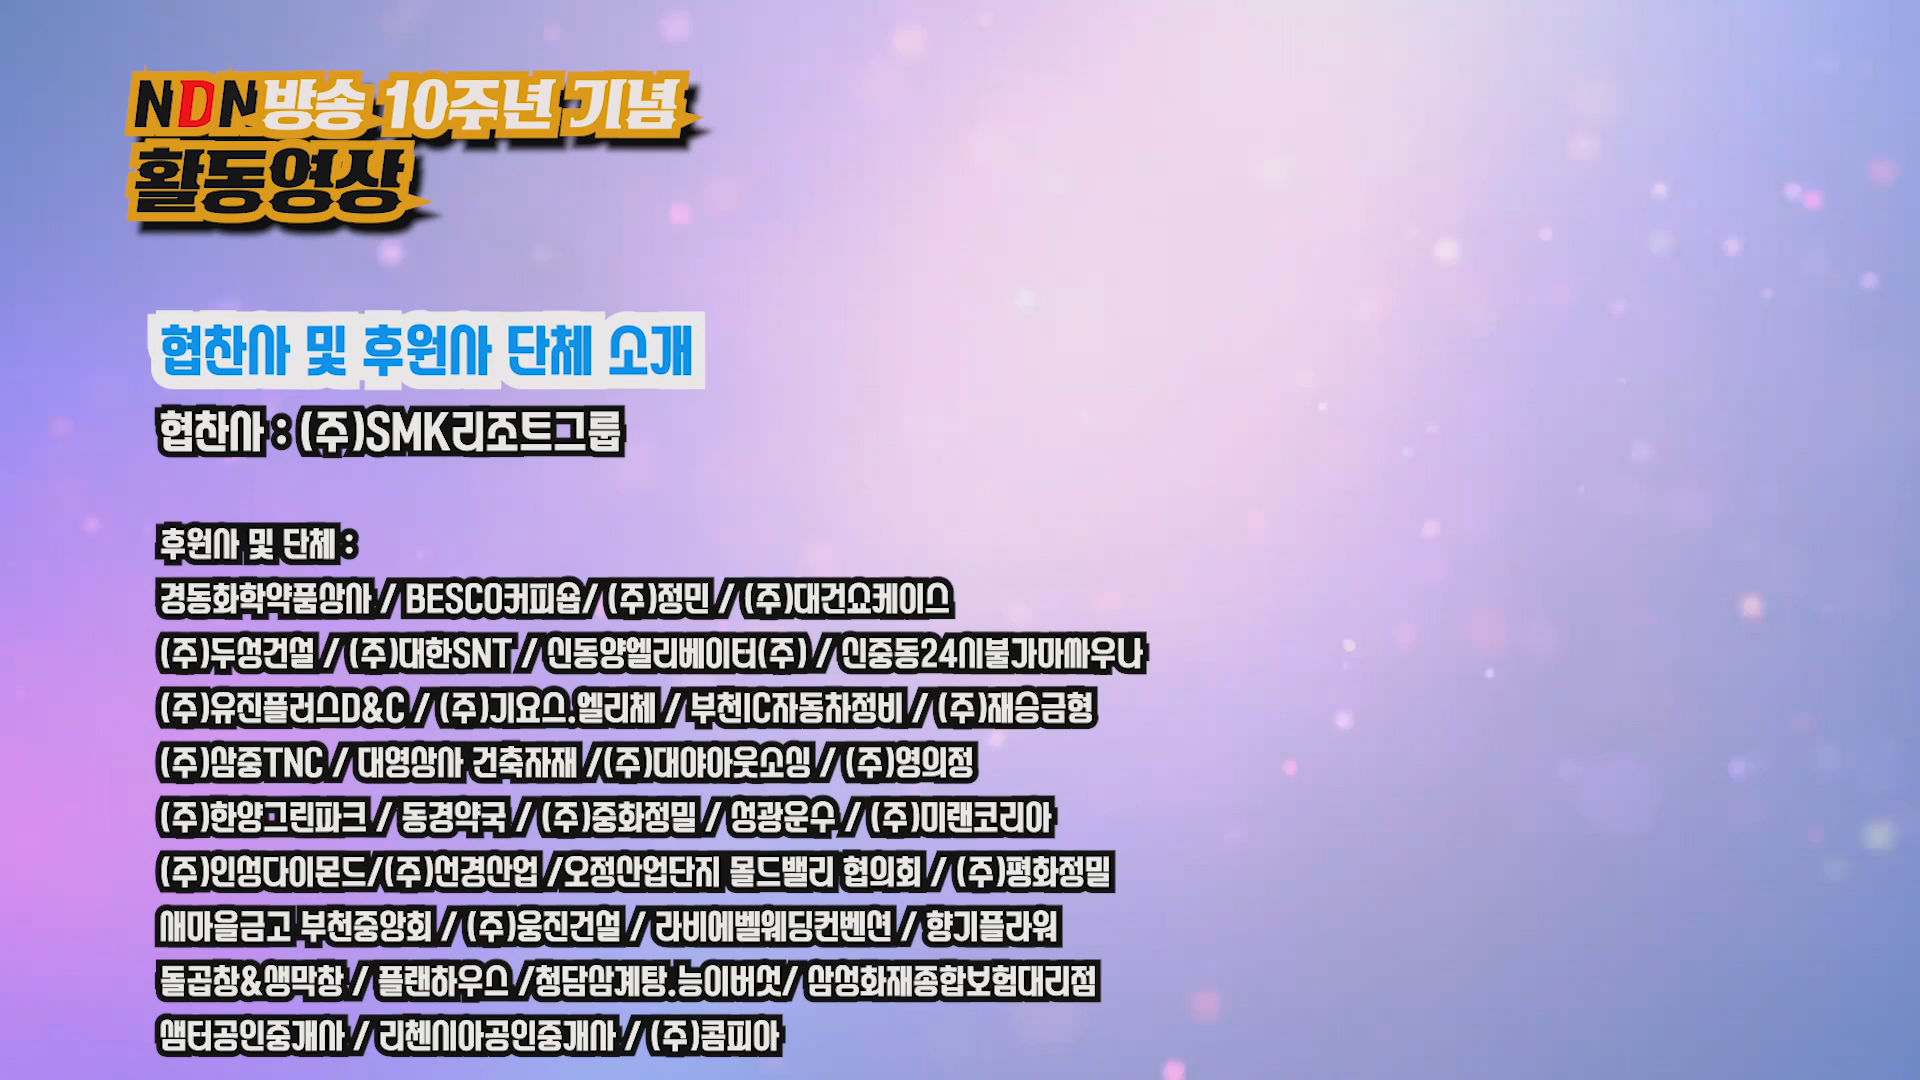 NDN방송 10주년 기념
활동영상
협찬사 및 후원사 단체 소개
협찬사 : (주)SMK리조트그룹
후원사 및 단체 :
경동화학약품상사 / BESCO커피숍/ (주)정민 / (주)대건쇼케이스
(주)두성건설 / (주)대한SNT / 신동양엘리베이터(주) / 신중동24시불가마싸우나
(주)유진플러스D&C / (주)기요스.엘리체 / 부천IC자동차정비 / (주)재승금형
(주)삼중TNC / 대영상사 건축자재 /(주)대야아웃소싱 / (주)영의정
(주)한양그린파크 / 동경약국 / (주)중화정밀 / 성광운수 / (주)미랜코리아
(주)인성다이몬드/(주)선경산업 /오정산업단지 몰드밸리 협의회 / (주)평화정밀
새마을금고 부천중앙회 / (주)웅진건설 / 라비에벨웨딩컨벤션 / 향기플라워
돌곱창&생막창 / 플랜하우스 /청담삼계탕.능이버섯/ 삼성화재종합보험대리점
샘터공인중개사 / 리첸시아공인중개사 / (주)콤피아